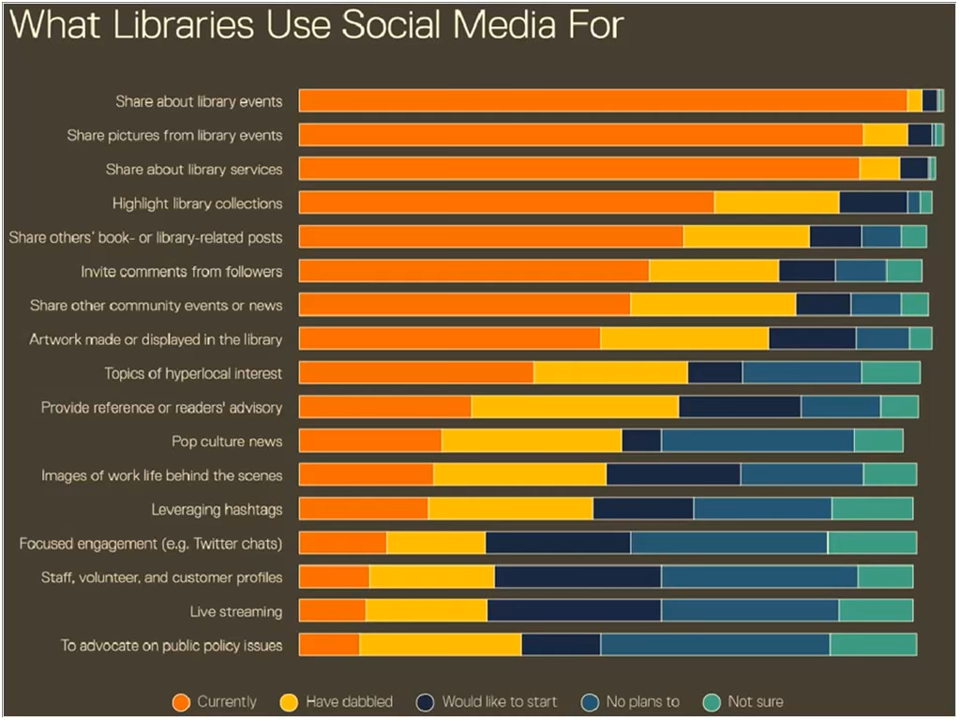 What Libraries Use Social Media For
Share about library events
Share pictures from library events
Share about library services
Highlight library collections
Share others' book- or library-related posts
Invite comments from followers
Share other community events or news
Artwork made or displayed in the library
Topics of hyperlocal interest
Provide reference or readers' advisory
Pop culture news
Images of work life behind the scenes
Leveraging hashtags
Focused engagement (e.g. Twitter chats)
Staff, volunteer, and customer profiles
Live streaming
To advocate on public policy issues
Currently Have dabbled Would like to start No plans to Not sure